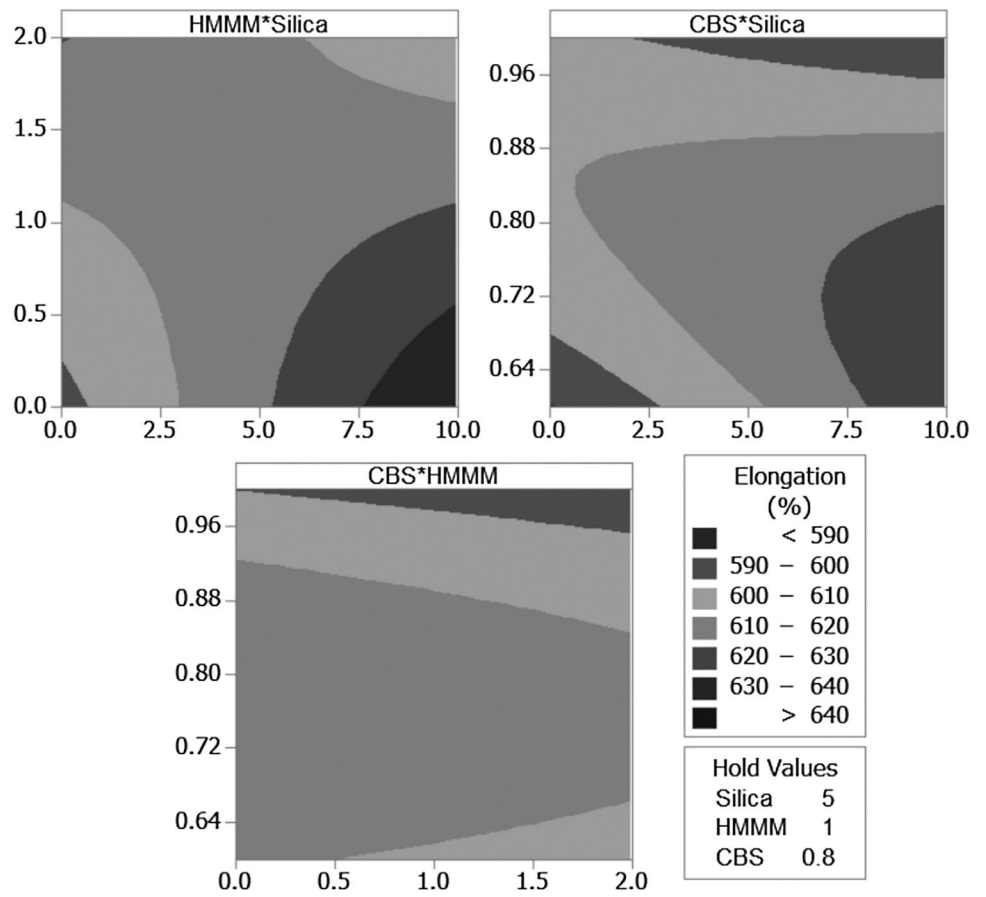 HMMM*Silica
2.0
1.5
1.0
0.5
0.0
0.0 2.5 5.0 7.5 10.0
CBS*Silica
0.96
0.88
0.80
0.72
0.64
0.0 2.5 5.0 7.5 10.0
CBS*HMMM
0.96
0.88
0.80
0.72
0.64
0.0 0.5 1.0 1.5 2.0
Elongation
(%)
< 590
590 – 600
600 – 610
610 – 620
620 – 630
630 – 640
> 640
Hold Values
Silica 5
HMMM 1
CBS 0.8